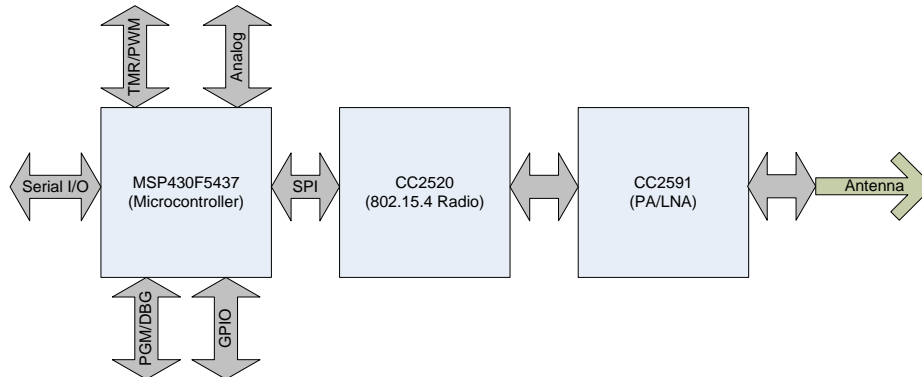 TMR/PWM
Analog
Serial I/O
MSP430F5437
(Microcontroller)
SPI
CC2520
(802.15.4 Radio)
CC2591
(PA/LNA)
Antenna
PGM/DBG
GPIO